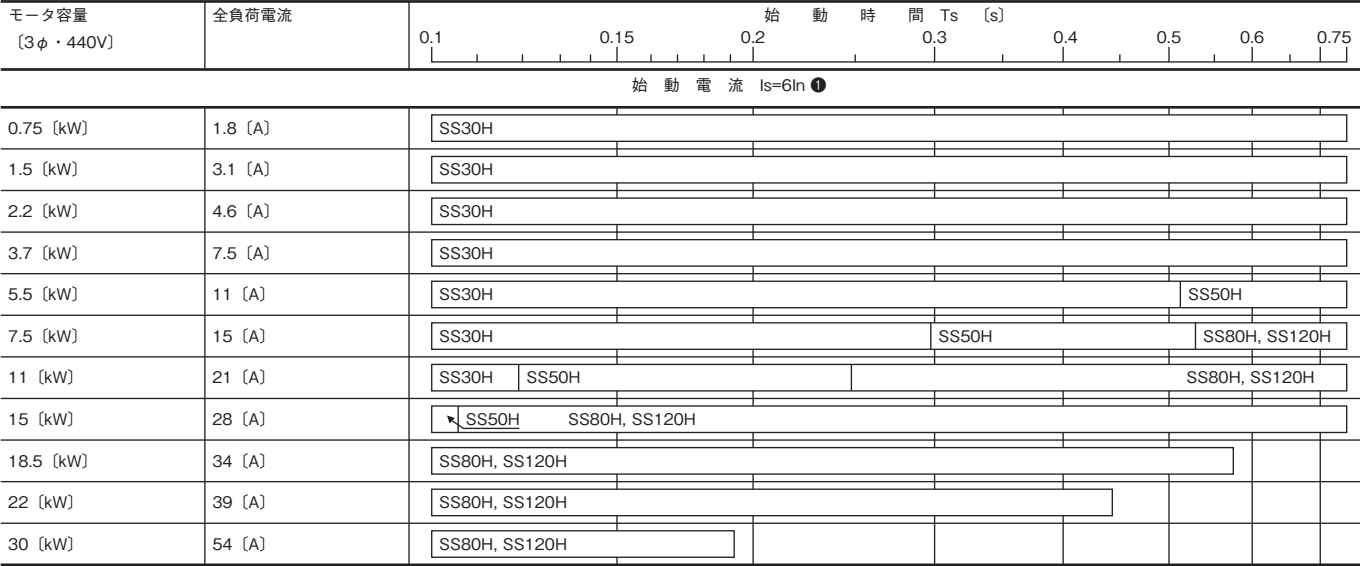 モータ容量 全負荷電流 始動時間 Ts 〔s〕
〔3φ・440V〕
0.1 0.15 0.2 0.3 0.4 0.5 0.6 0.75
始動電流 Is=6In ❶
0.75〔kW〕 1.8〔A〕 SS30H
1.5〔kW〕 3.1〔A〕 SS30H
2.2〔kW〕 4.6〔A〕 SS30H
3.7〔kW〕 7.5〔A〕 SS30H
5.5〔kW〕 11〔A〕 SS30H SS50H
7.5〔kW〕 15〔A〕 SS30H SS50H SS80H, SS120H
11〔kW〕 21〔A〕 SS30H SS50H SS80H, SS120H
15〔kW〕 28〔A〕 SS50H SS80H, SS120H
18.5〔kW〕 34〔A〕 SS80H, SS120H
22〔kW〕 39〔A〕 SS80H, SS120H
30〔kW〕 54〔A〕 SS80H, SS120H